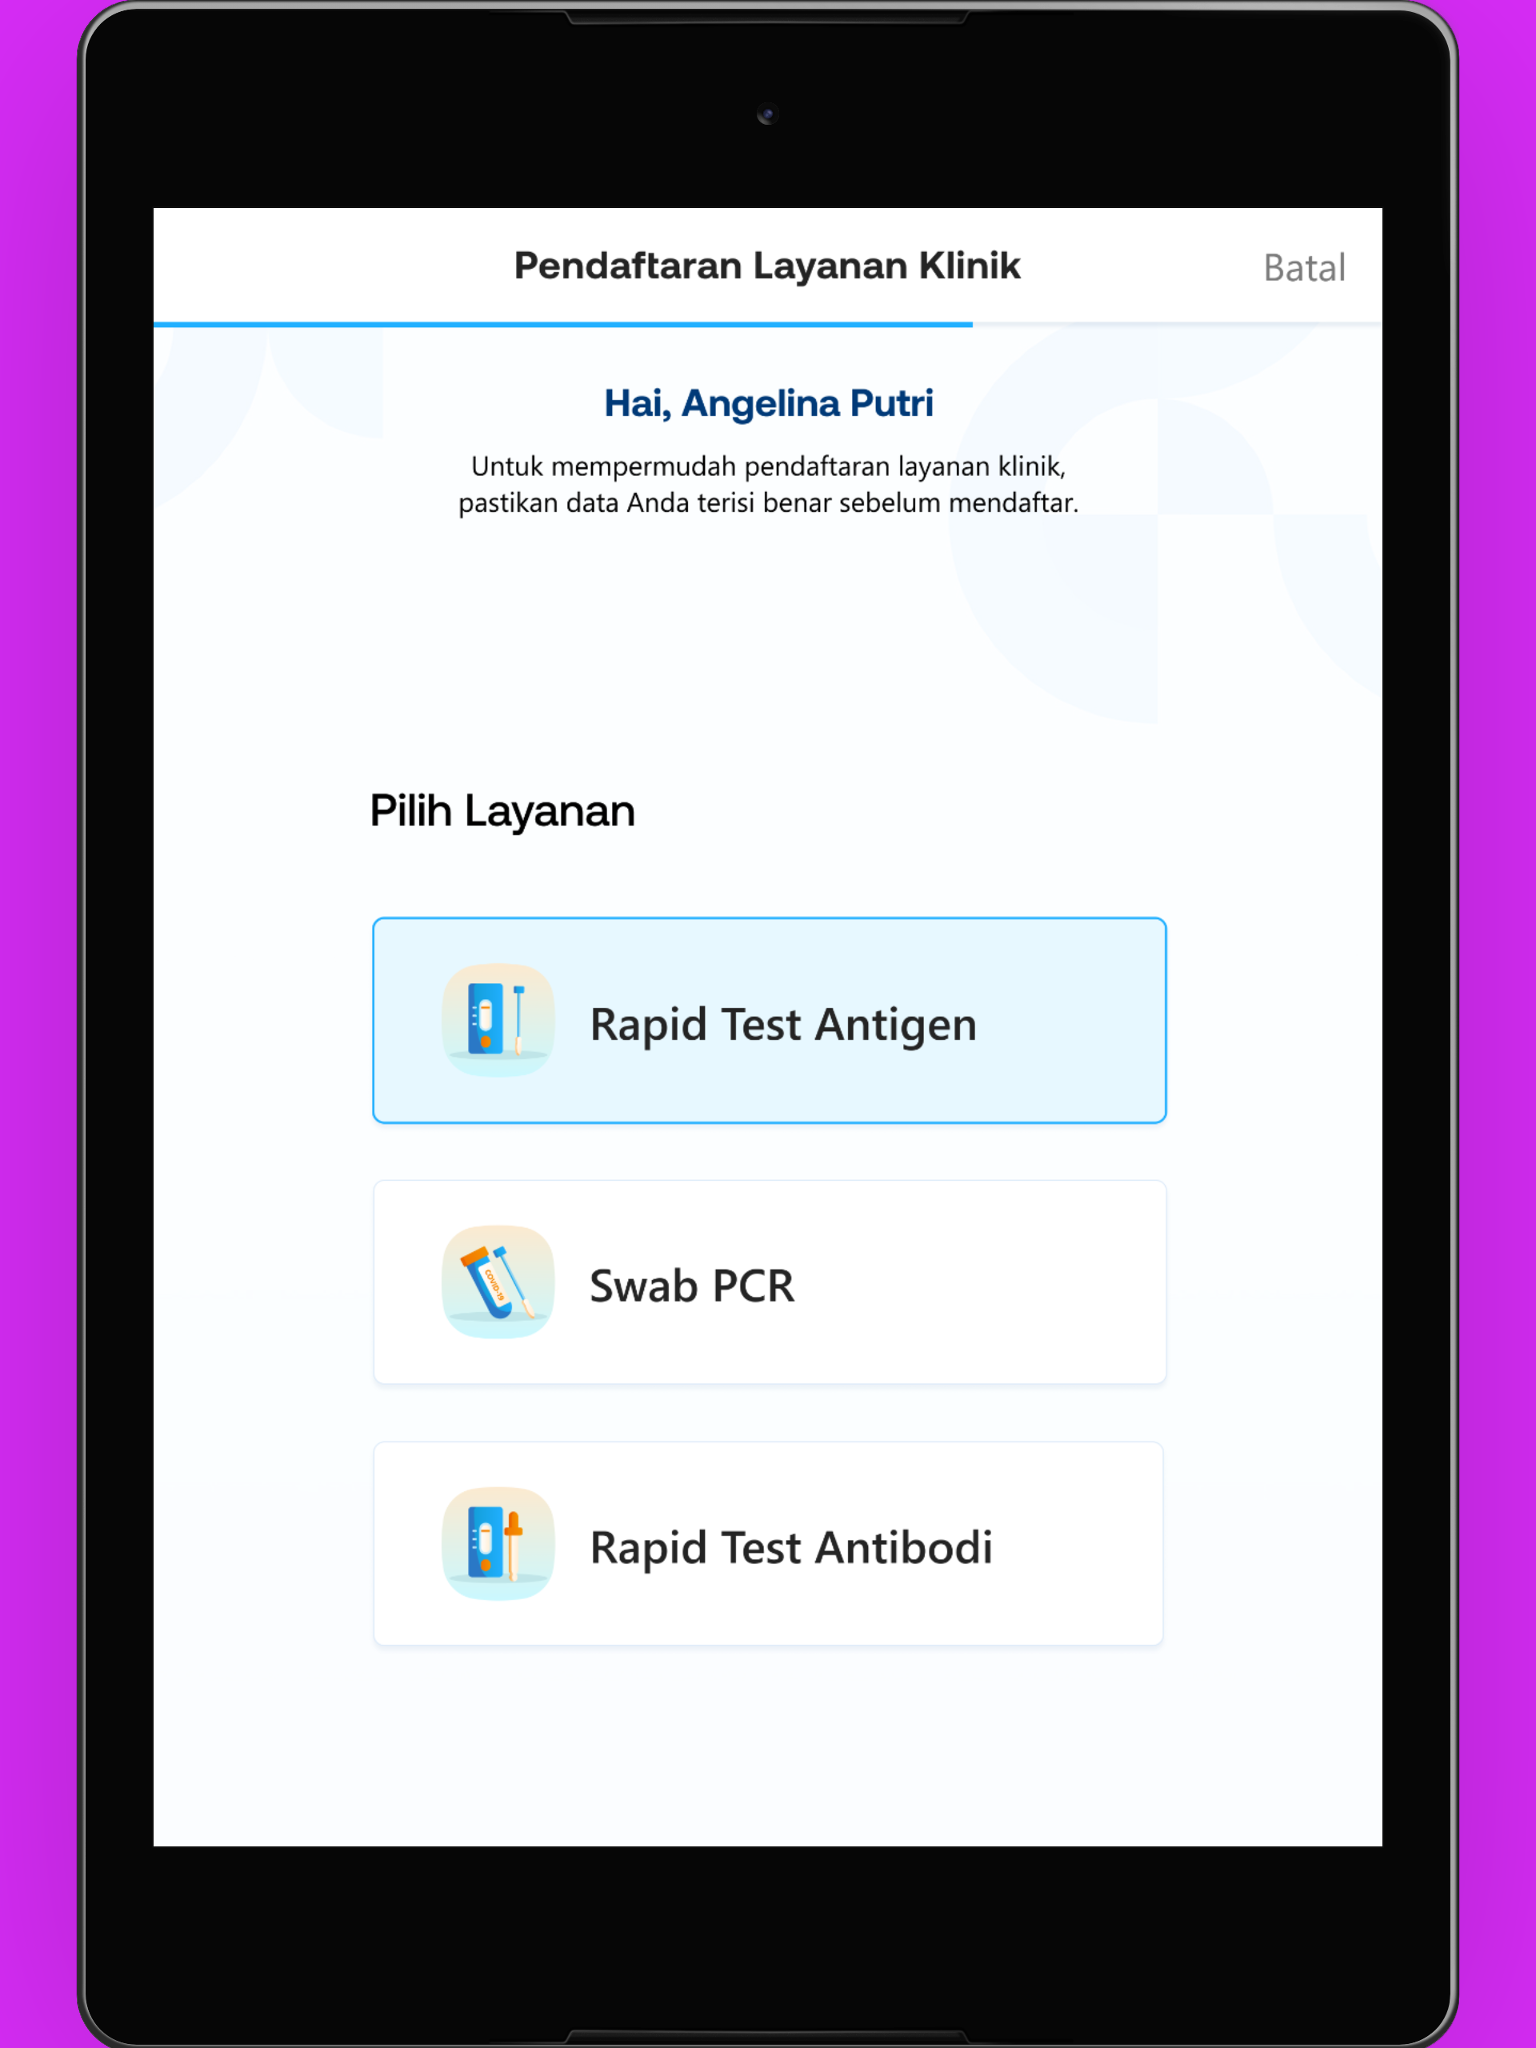 Pendaftaran Layanan Klinik
Batal
Hai, Angelina Putri
Untuk mempermudah pendaftaran layanan klinik,
pastikan data Anda terisi benar sebelum mendaftar.
Pilih Layanan
Rapid Test Antigen
COVID-19
Swab PCR
Rapid Test Antibodi